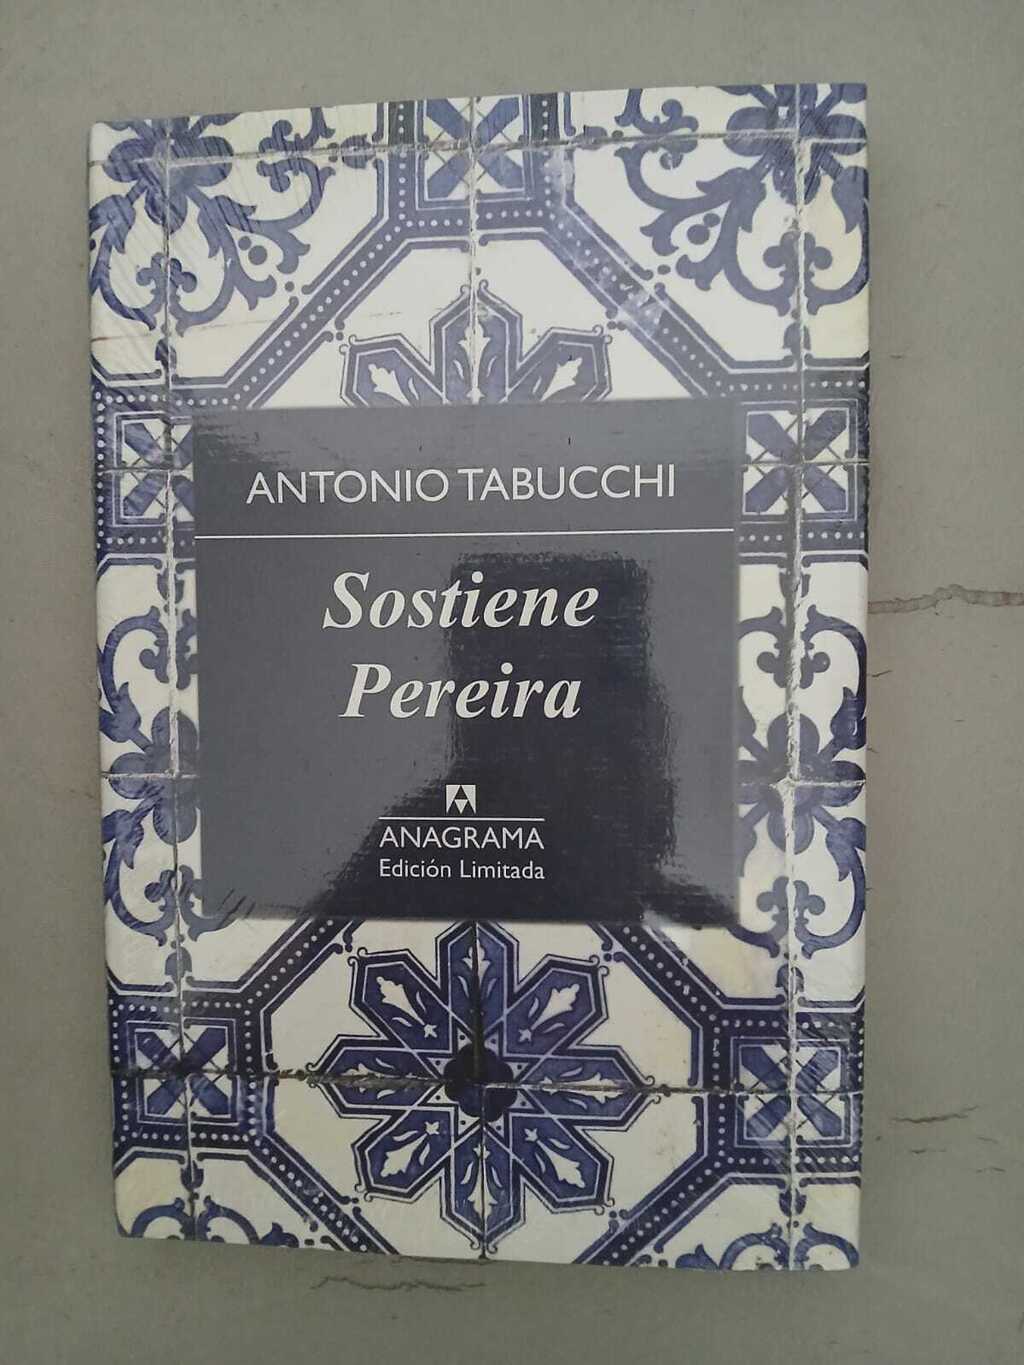 ANTONIO TABUCCHI
Sostiene
Pereira
ANAGRAMA
Edición Limitada